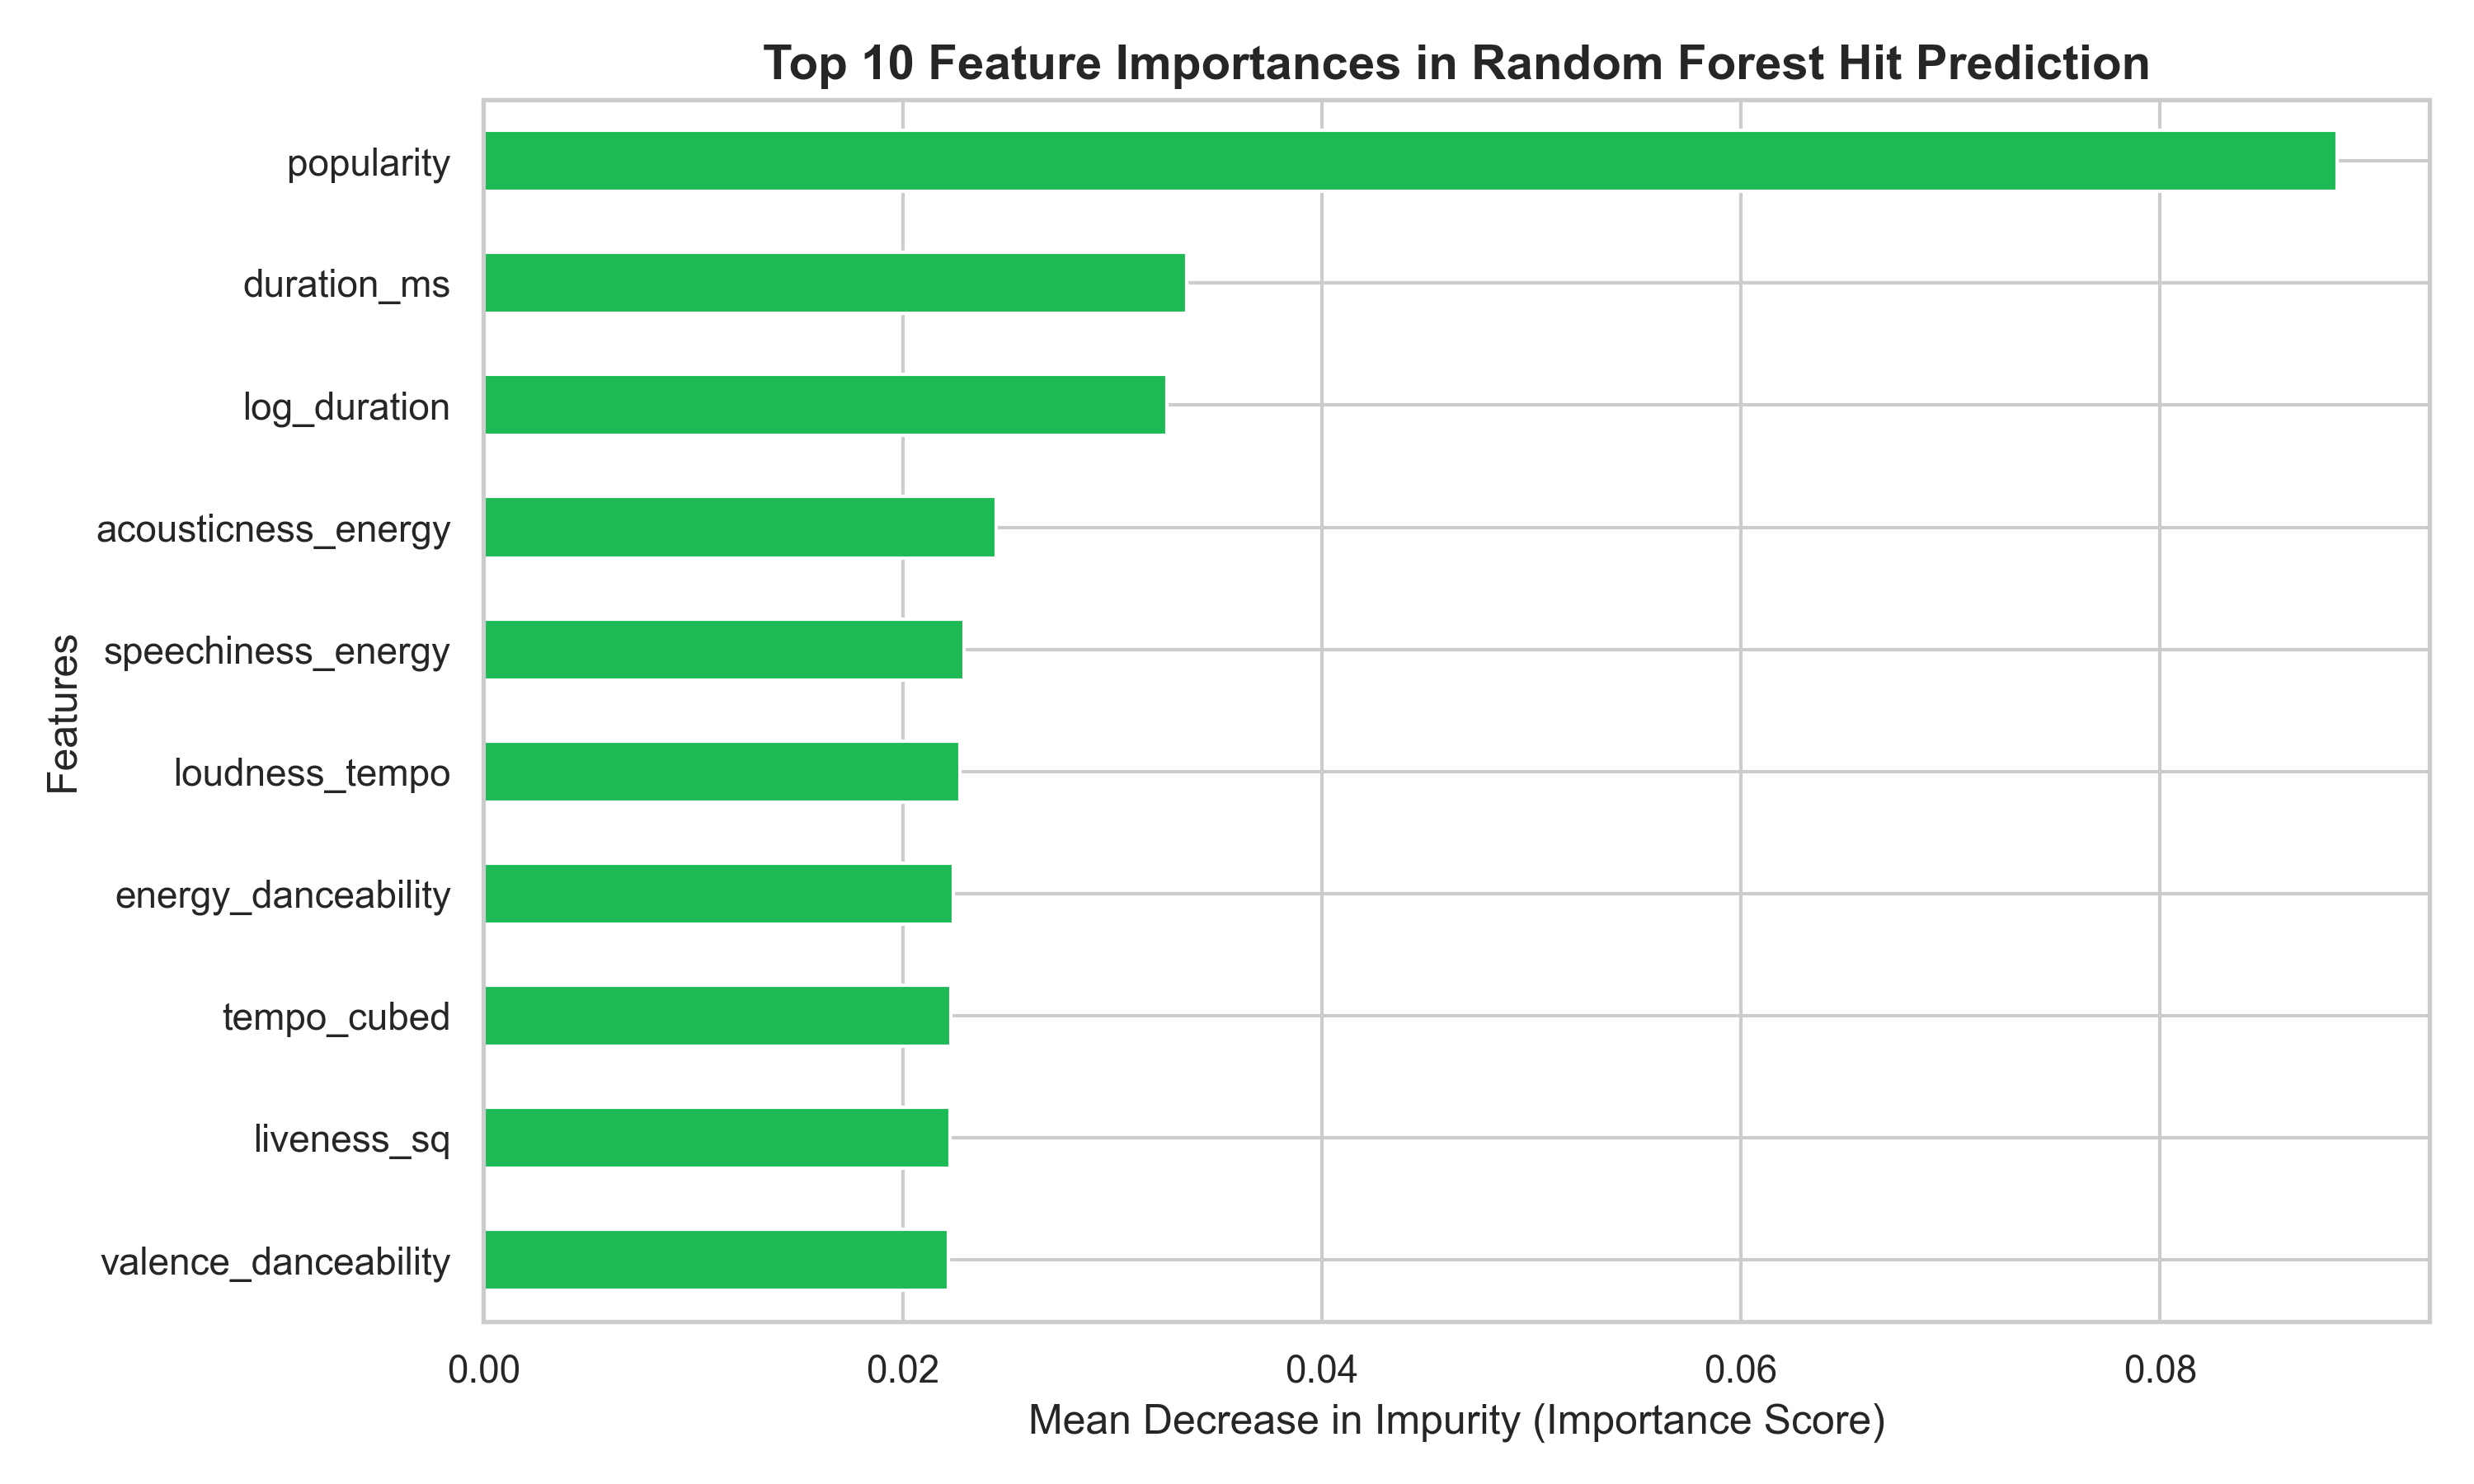 Top 10 Feature Importances in Random Forest Hit Prediction
popularity
duration_ms
log_duration
acousticness_energy
speechiness_energy
loudness_tempo
energy_danceability
tempo_cubed
liveness_sq
valence_danceability
Features
0.00 0.02 0.04 0.06 0.08
Mean Decrease in Impurity (Importance Score)